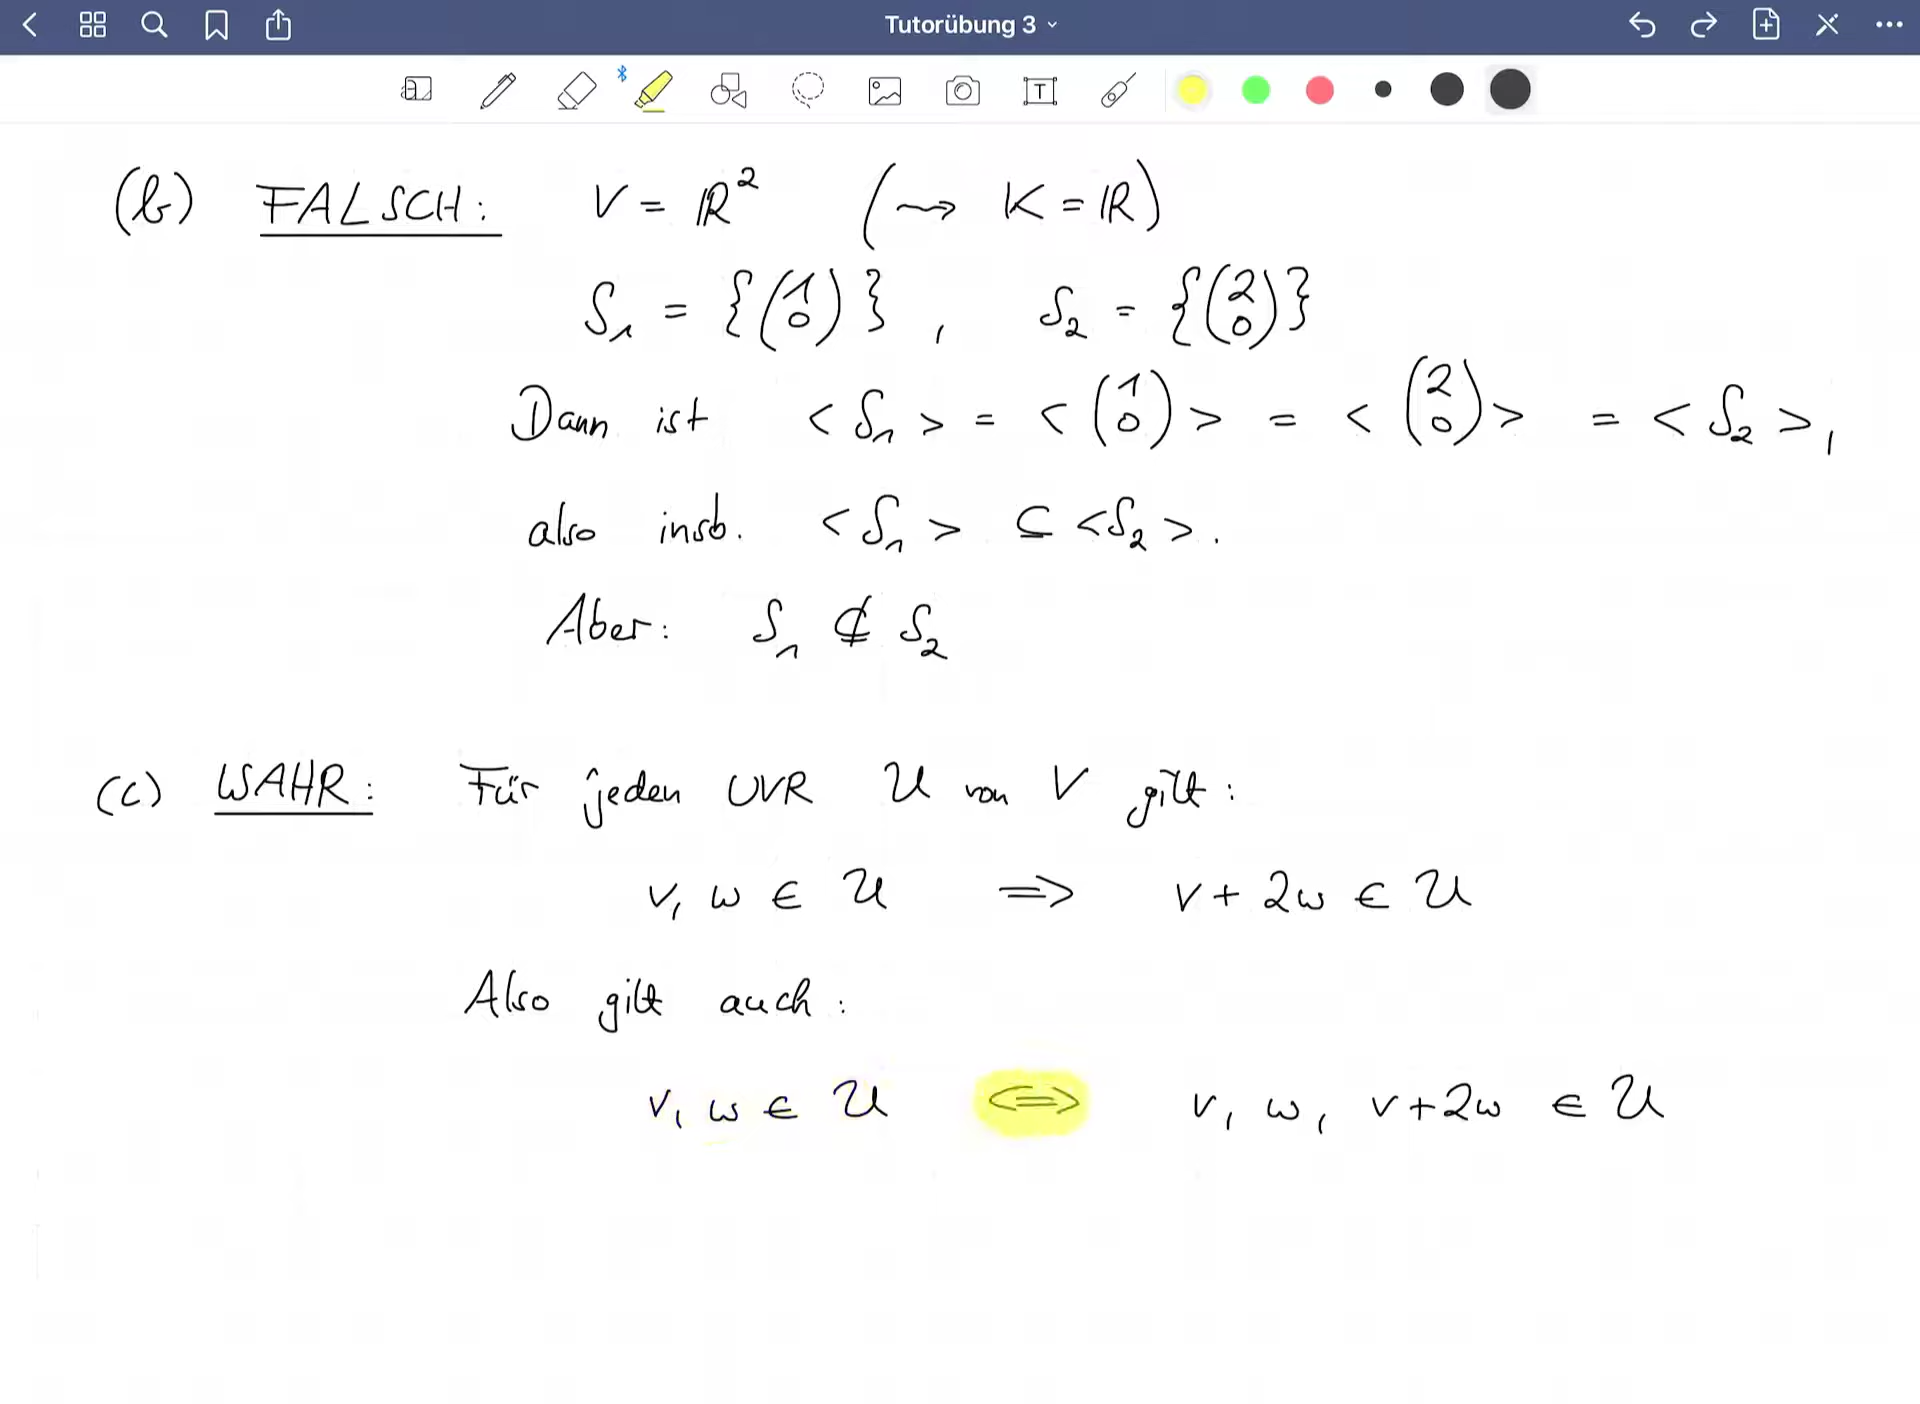 Tutorübung 3
(b) FALSCH: V = ℝ² (⇝ K = ℝ)
S₁ = {(1 0)}, S₂ = {(2 0)}
Dann ist <S₁> = <(1 0)> = <(2 0)> = <S₂>,
also insb. <S₁> ⊆ <S₂>.
Aber: S₁ ⊄ S₂
(c) WAHR: Für jeden UVR U von V gilt:
v, w ∈ U ⟹ v + 2w ∈ U
Also gilt auch:
v, w ∈ U ⟺ v, w, v+2w ∈ U